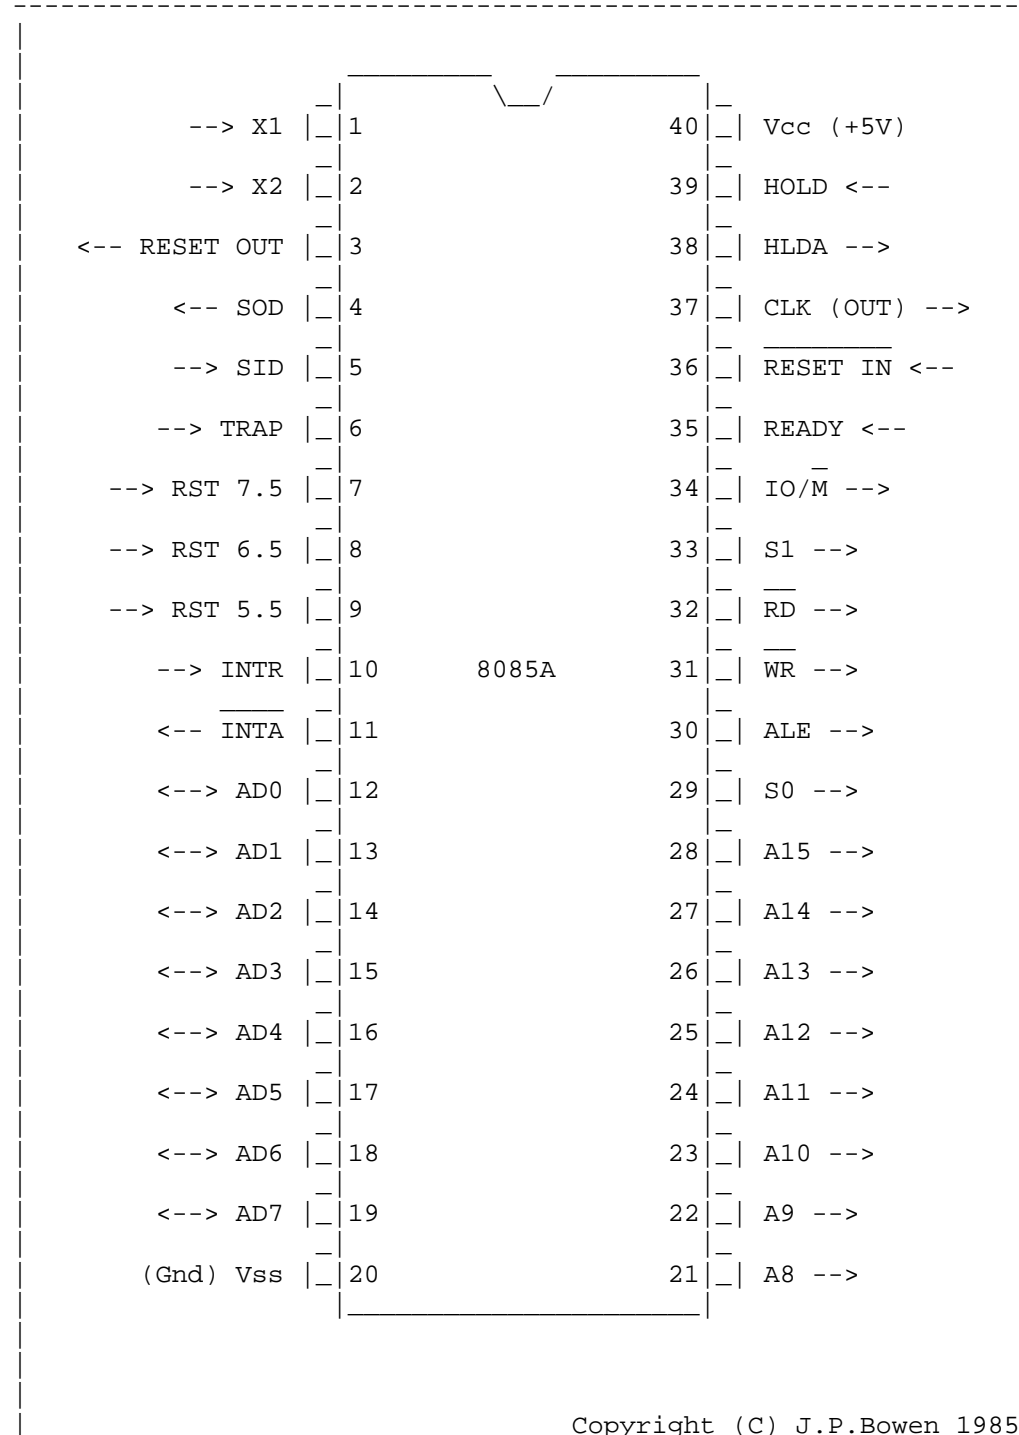 --> X1 |_|1 40|_| Vcc (+5V)
--> X2 |_|2 39|_| HOLD <--
<-- RESET OUT |_|3 38|_| HLDA -->
<-- SOD |_|4 37|_| CLK (OUT) -->
--> SID |_|5 36|_| RESET IN <--
--> TRAP |_|6 35|_| READY <--
--> RST 7.5 |_|7 34|_| IO/M -->
--> RST 6.5 |_|8 33|_| S1 -->
--> RST 5.5 |_|9 32|_| RD -->
--> INTR |_|10 8085A 31|_| WR -->
<-- INTA |_|11 30|_| ALE -->
<--> AD0 |_|12 29|_| S0 -->
<--> AD1 |_|13 28|_| A15 -->
<--> AD2 |_|14 27|_| A14 -->
<--> AD3 |_|15 26|_| A13 -->
<--> AD4 |_|16 25|_| A12 -->
<--> AD5 |_|17 24|_| A11 -->
<--> AD6 |_|18 23|_| A10 -->
<--> AD7 |_|19 22|_| A9 -->
(Gnd) Vss |_|20 21|_| A8 -->
Copyright (C) J.P.Bowen 1985